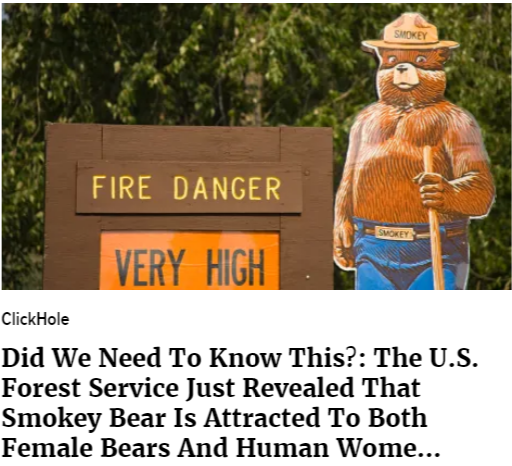 SMOKEY
FIRE DANGER
VERY HIGH
SMOKEY
ClickHole
Did We Need To Know This?: The U.S.
Forest Service Just Revealed That
Smokey Bear Is Attracted To Both
Female Bears And Human Wome...